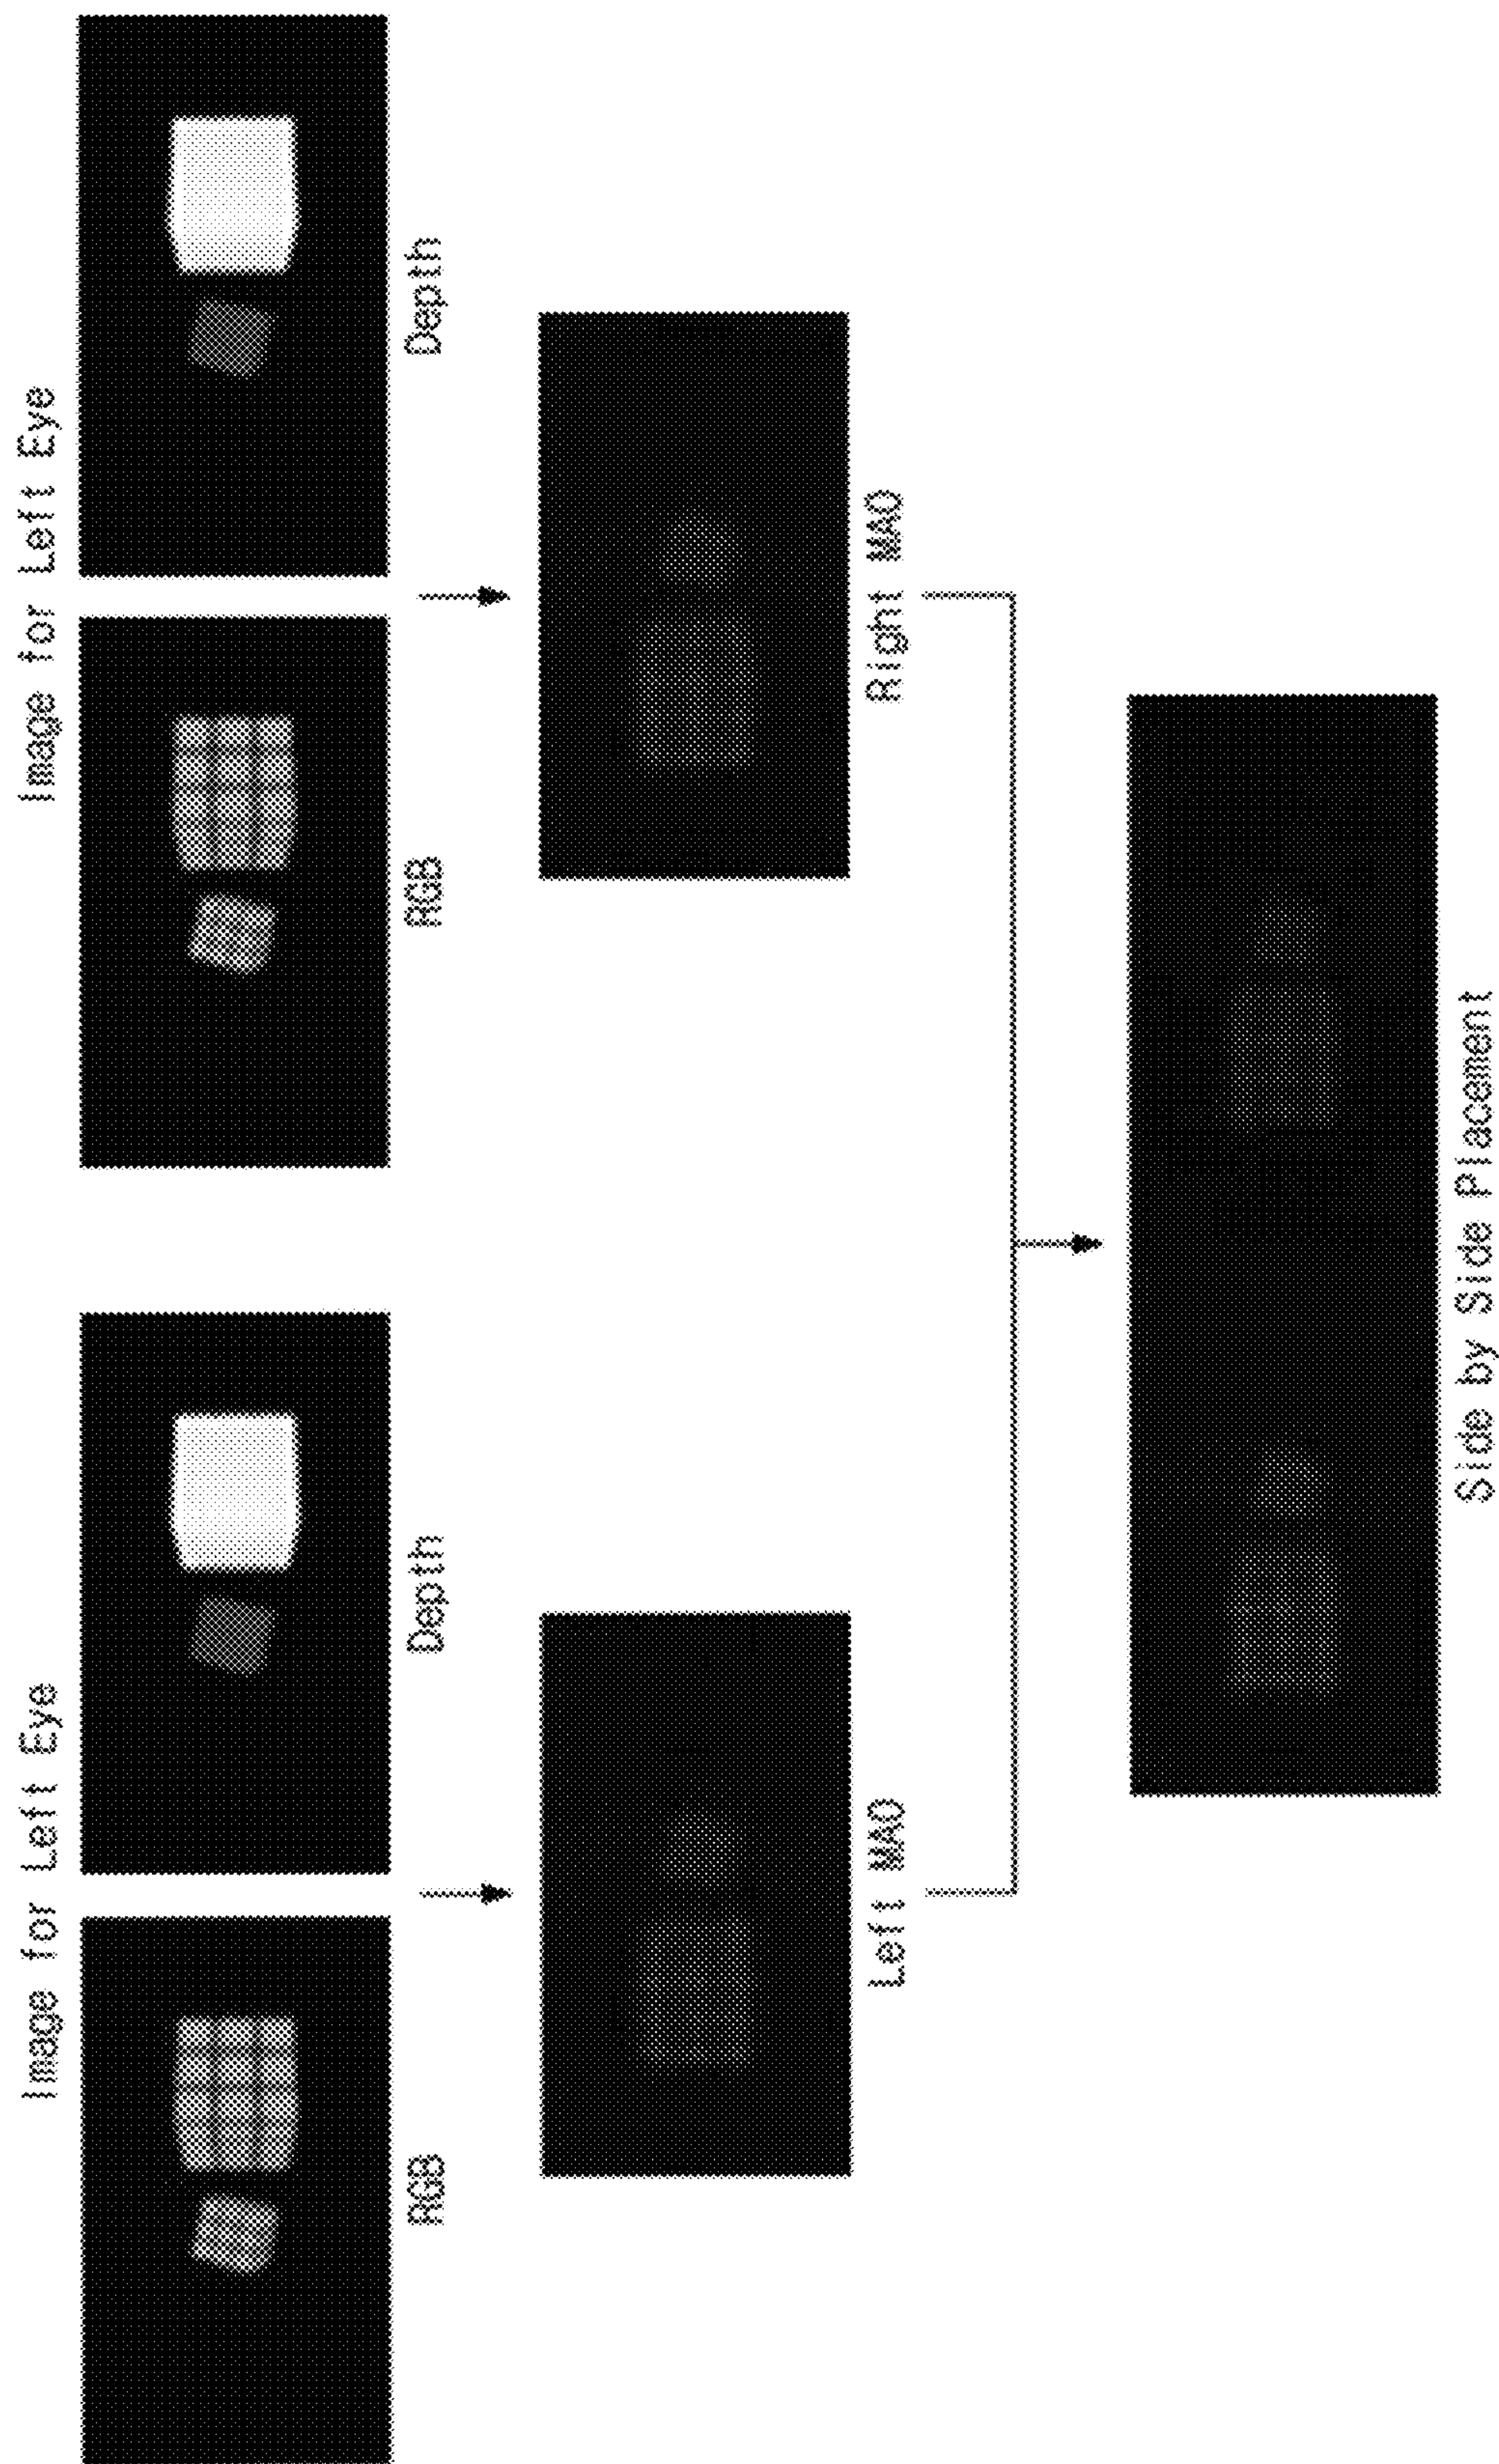 Image for Left Eye
Image for Left Eye
RGB
Depth
RGB
Depth
Left MAO
Right MAO
Side by Side Placement